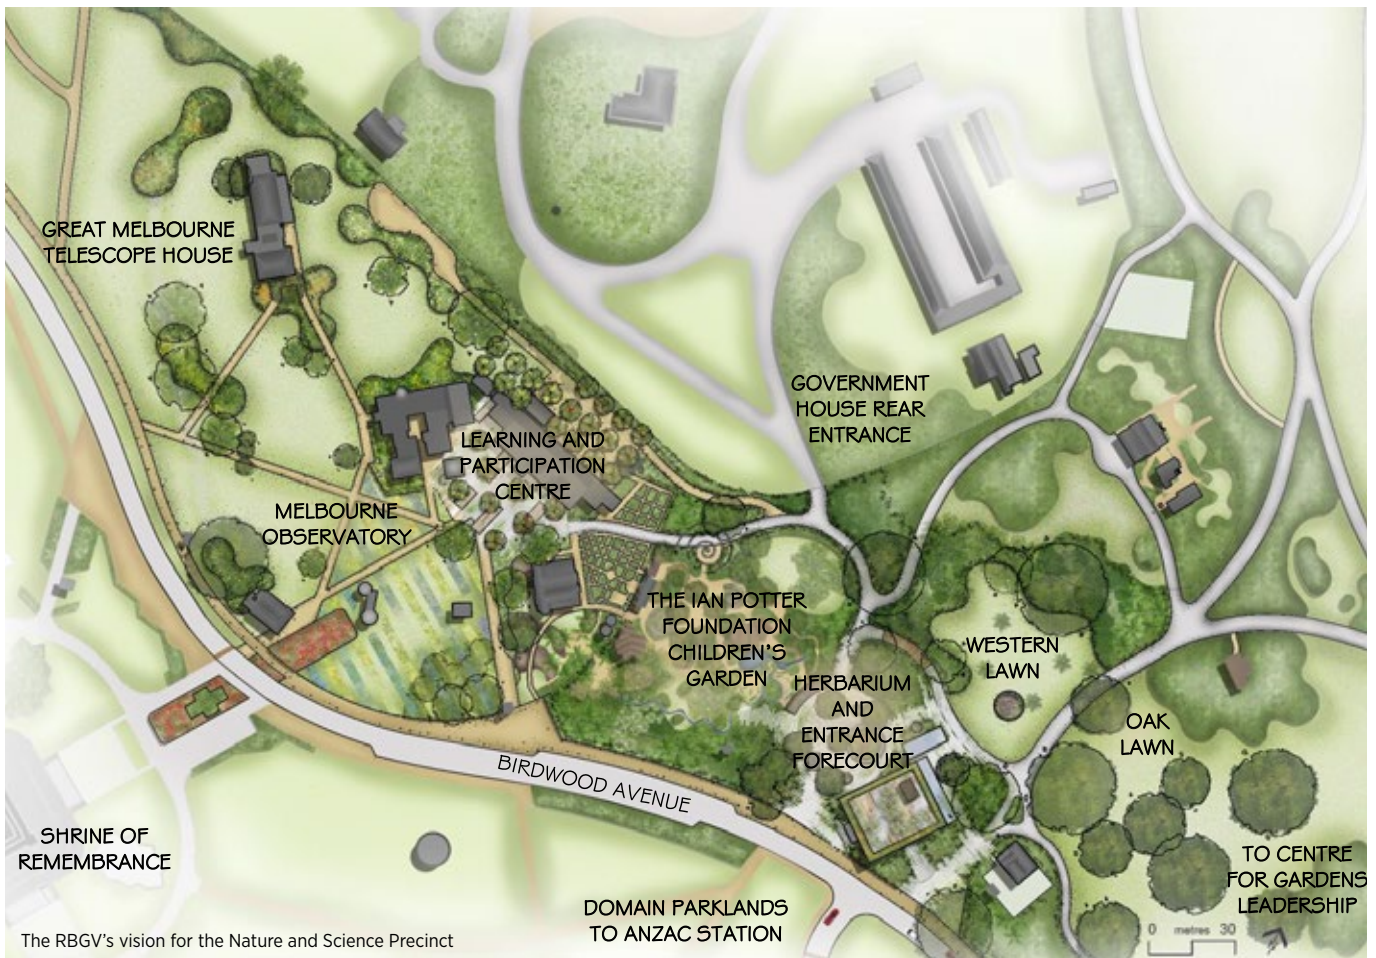 GREAT MELBOURNE
TELESCOPE HOUSE
GOVERNMENT
HOUSE REAR
ENTRANCE
LEARNING AND
PARTICIPATION
CENTRE
MELBOURNE
OBSERVATORY
THE IAN POTTER
FOUNDATION
CHILDREN'S
GARDEN
WESTERN
LAWN
HERBARIUM
AND
ENTRANCE
FORECOURT
OAK
LAWN
BIRDWOOD AVENUE
SHRINE OF
REMEMBRANCE
TO CENTRE
FOR GARDENS
LEADERSHIP
DOMAIN PARKLANDS
TO ANZAC STATION
0 metres 30
The RBGV's vision for the Nature and Science Precinct